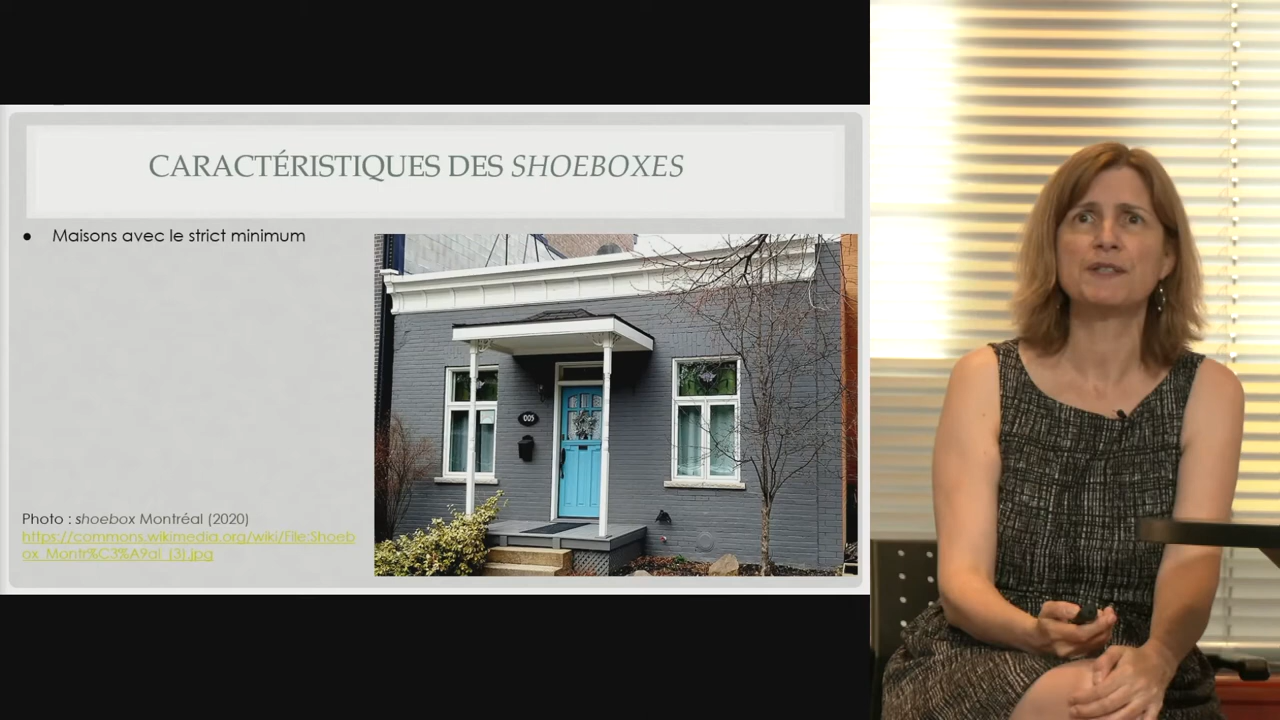 CARACTÉRISTIQUES DES SHOEBOXES
● Maisons avec le strict minimum
005
Photo : shoebox Montréal (2020)
https://commons.wikimedia.org/wiki/File:Shoeb
ox_Montr%C3%A9al_(3).jpg